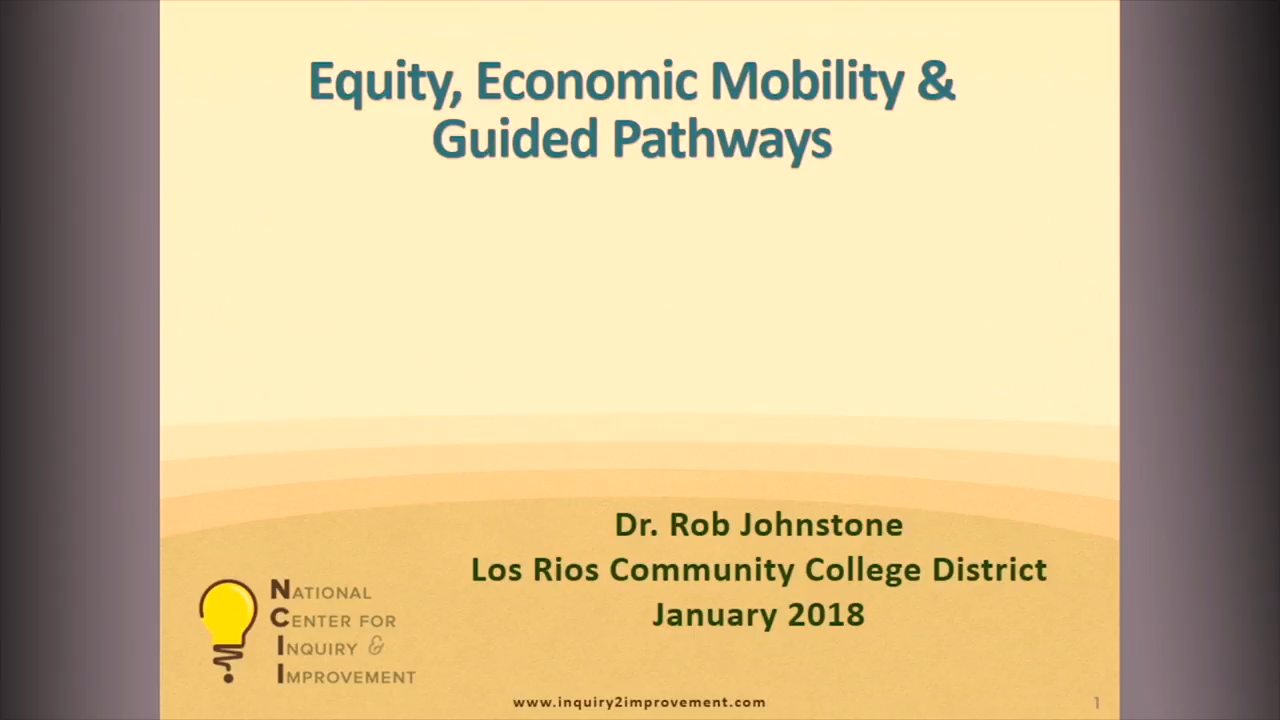 Equity, Economic Mobility &
Guided Pathways
Dr. Rob Johnstone
Los Rios Community College District
January 2018
NATIONAL
CENTER FOR
INQUIRY &
IMPROVEMENT
www.inquiry2improvement.com
1